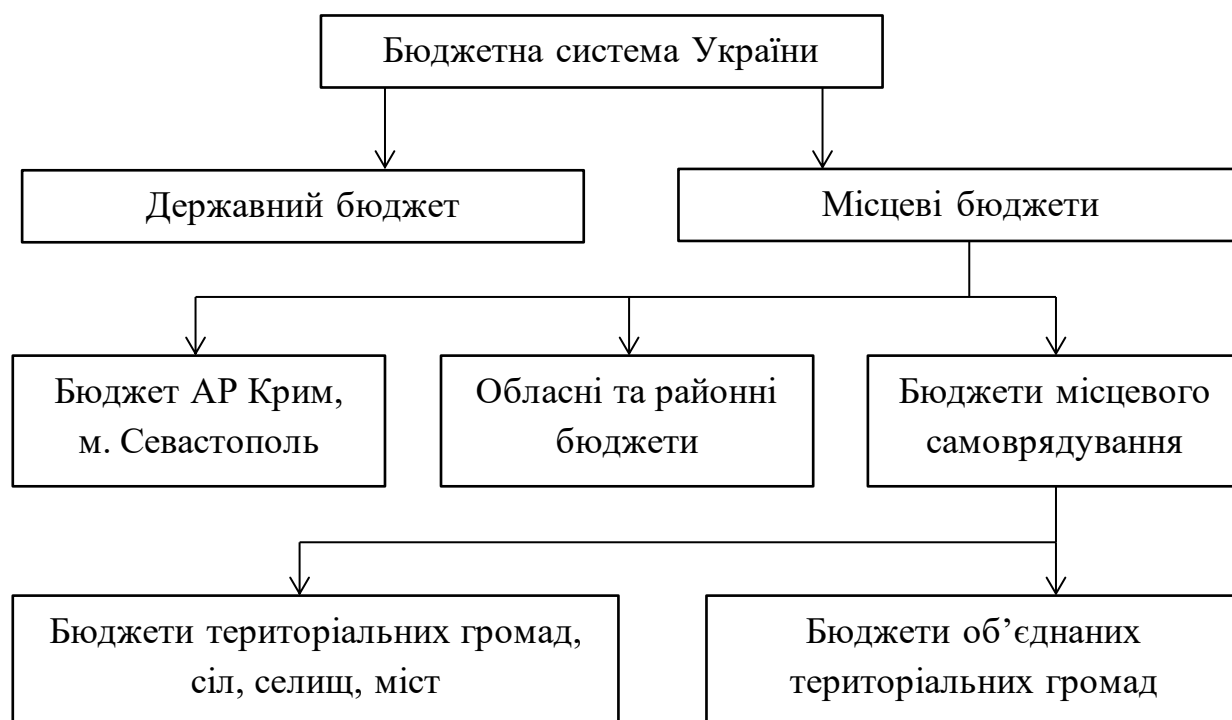 Бюджетна система України
Державний бюджет
Місцеві бюджети
Бюджет АР Крим,
м. Севастополь
Обласні та районні
бюджети
Бюджети місцевого
самоврядування
Бюджети територіальних громад,
сіл, селищ, міст
Бюджети об’єднаних
територіальних громад